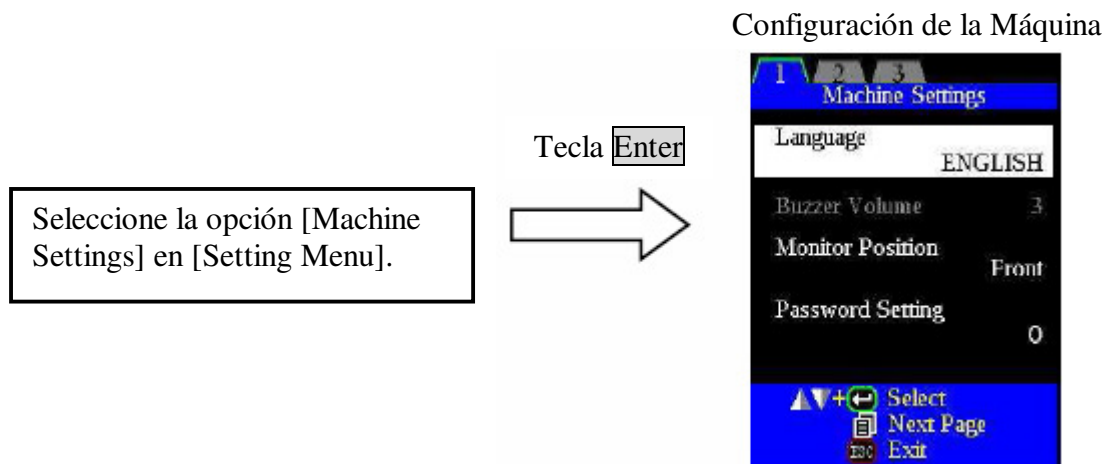 Configuración de la Máquina
Tecla Enter
Seleccione la opción [Machine
Settings] en [Setting Menu].
1 2 3
Machine Settings
Language
ENGLISH
Buzzer Volume 3
Monitor Position
Front
Password Setting
0
+ Select
Next Page
ESC Exit